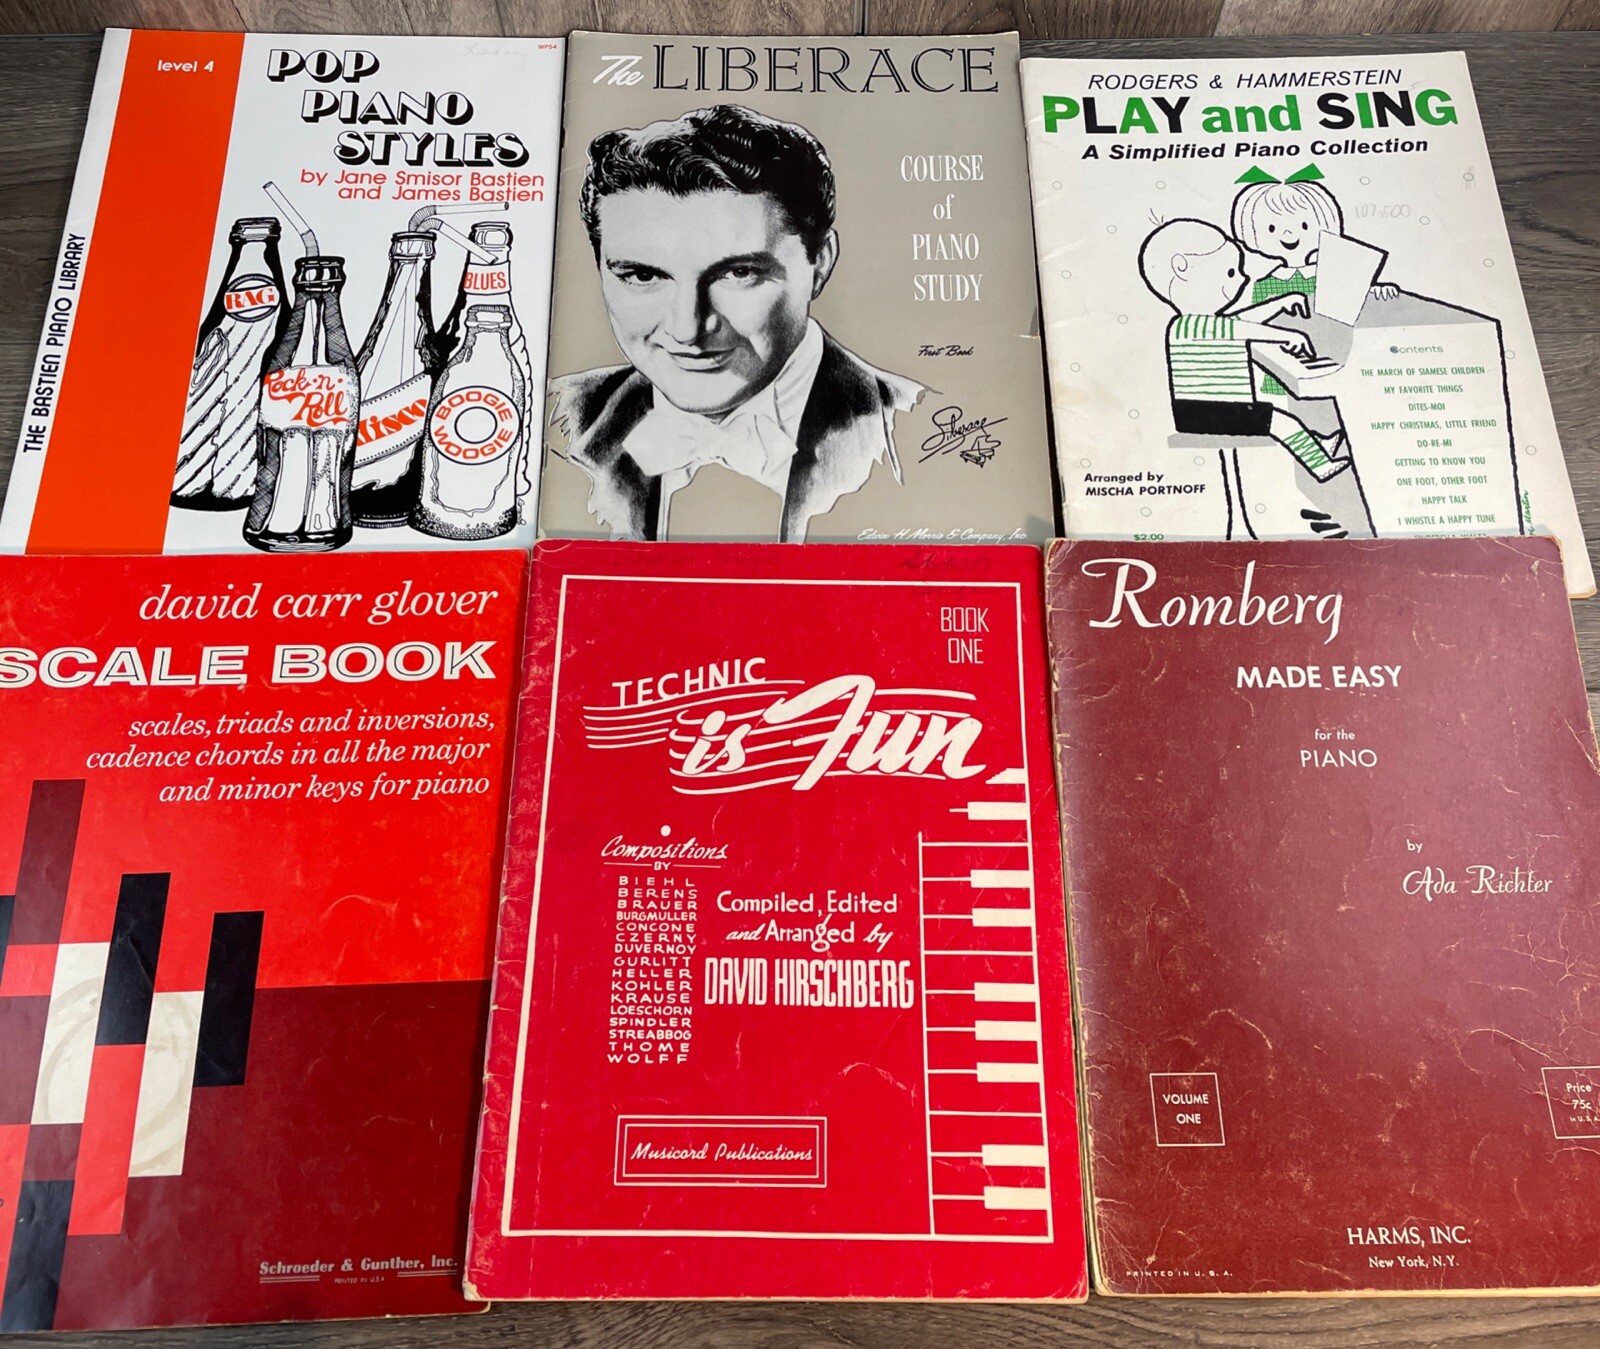 level 4
WP54
POP
PIANO
STYLES
by Jane Smisor Bastien
and James Bastien
THE BASTIEN PIANO LIBRARY
RAG
Rock·n·
Roll
disco
BLUES
BOOGIE
WOOGIE
The LIBERACE
COURSE
of
PIANO
STUDY
First Book
Liberace
Edwin H. Morris & Company, Inc.
RODGERS & HAMMERSTEIN
PLAY and SING
A Simplified Piano Collection
Contents
THE MARCH OF SIAMESE CHILDREN
MY FAVORITE THINGS
DITES-MOI
HAPPY CHRISTMAS, LITTLE FRIEND
DO-RE-MI
GETTING TO KNOW YOU
ONE FOOT, OTHER FOOT
HAPPY TALK
I WHISTLE A HAPPY TUNE
Arranged by
MISCHA PORTNOFF
$2.00
david carr glover
SCALE BOOK
scales, triads and inversions,
cadence chords in all the major
and minor keys for piano
Schroeder & Gunther, Inc.
PRINTED IN U.S.A
BOOK
ONE
TECHNIC
is Fun
Compositions
BY
BIEHL
BERENS
BRAUER
BURGMULLER
CONCONE
CZERNY
DUVERNOY
GURLITT
HELLER
KOHLER
KRAUSE
LOESCHORN
SPINDLER
STREABBOG
THOME
WOLFF
Compiled, Edited
and Arranged by
DAVID HIRSCHBERG
Musicord Publications
Romberg
MADE EASY
for the
PIANO
by
Ada Richter
VOLUME
ONE
Price
75c
in U.S.A.
HARMS, INC.
New York, N.Y.
PRINTED IN U. S. A.